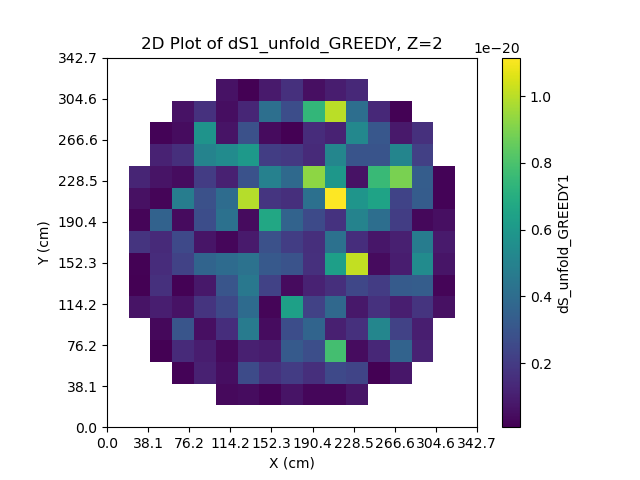 2D Plot of dS1_unfold_GREEDY, Z=2
1e−20
342.7
304.6
266.6
228.5
190.4
152.3
114.2
76.2
38.1
0.0
Y (cm)
0.0 38.1 76.2 114.2 152.3 190.4 228.5 266.6 304.6 342.7
X (cm)
1.0
0.8
0.6
0.4
0.2
dS_unfold_GREEDY1